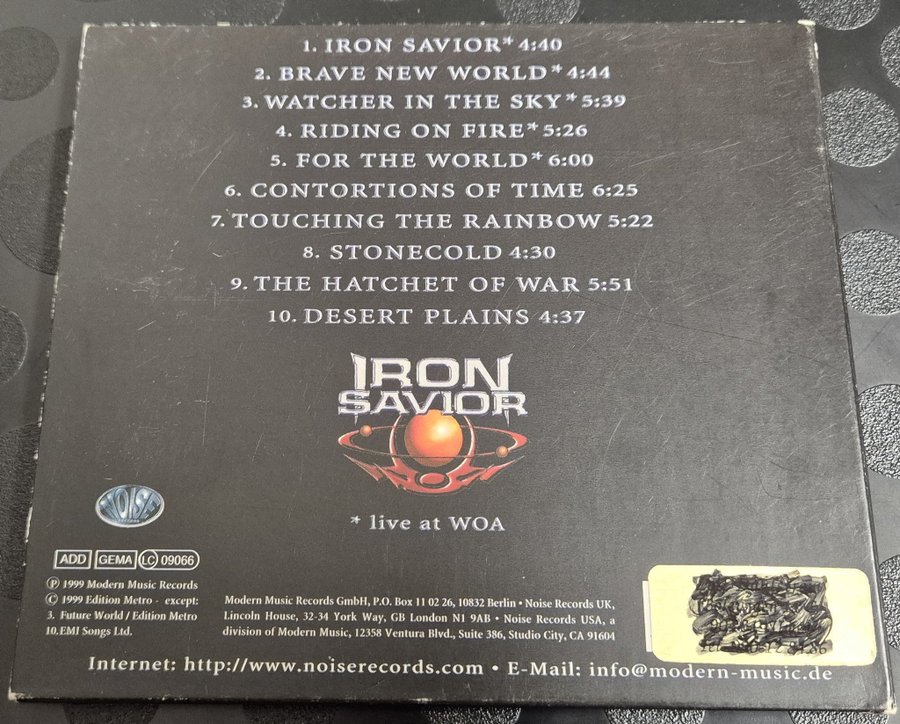 1. IRON SAVIOR* 4:40
2. BRAVE NEW WORLD* 4:44
3. WATCHER IN THE SKY* 5:39
4. RIDING ON FIRE* 5:26
5. FOR THE WORLD* 6:00
6. CONTORTIONS OF TIME 6:25
7. TOUCHING THE RAINBOW 5:22
8. STONECOLD 4:30
9. THE HATCHET OF WAR 5:51
10. DESERT PLAINS 4:37
IRON
SAVIOR
NOISE
RECORDS
* live at WOA
ADD GEMA LC 09066
Ⓟ 1999 Modern Music Records
© 1999 Edition Metro - except:
3. Future World / Edition Metro
10. EMI Songs Ltd.
Modern Music Records GmbH, P.O. Box 11 02 26, 10832 Berlin • Noise Records UK,
Lincoln House, 32-34 York Way, GB London N1 9AB • Noise Records USA, a
division of Modern Music, 12358 Ventura Blvd., Suite 386, Studio City, CA 91604
Internet: http://www.noiserecords.com • E-Mail: info@modern-music.de